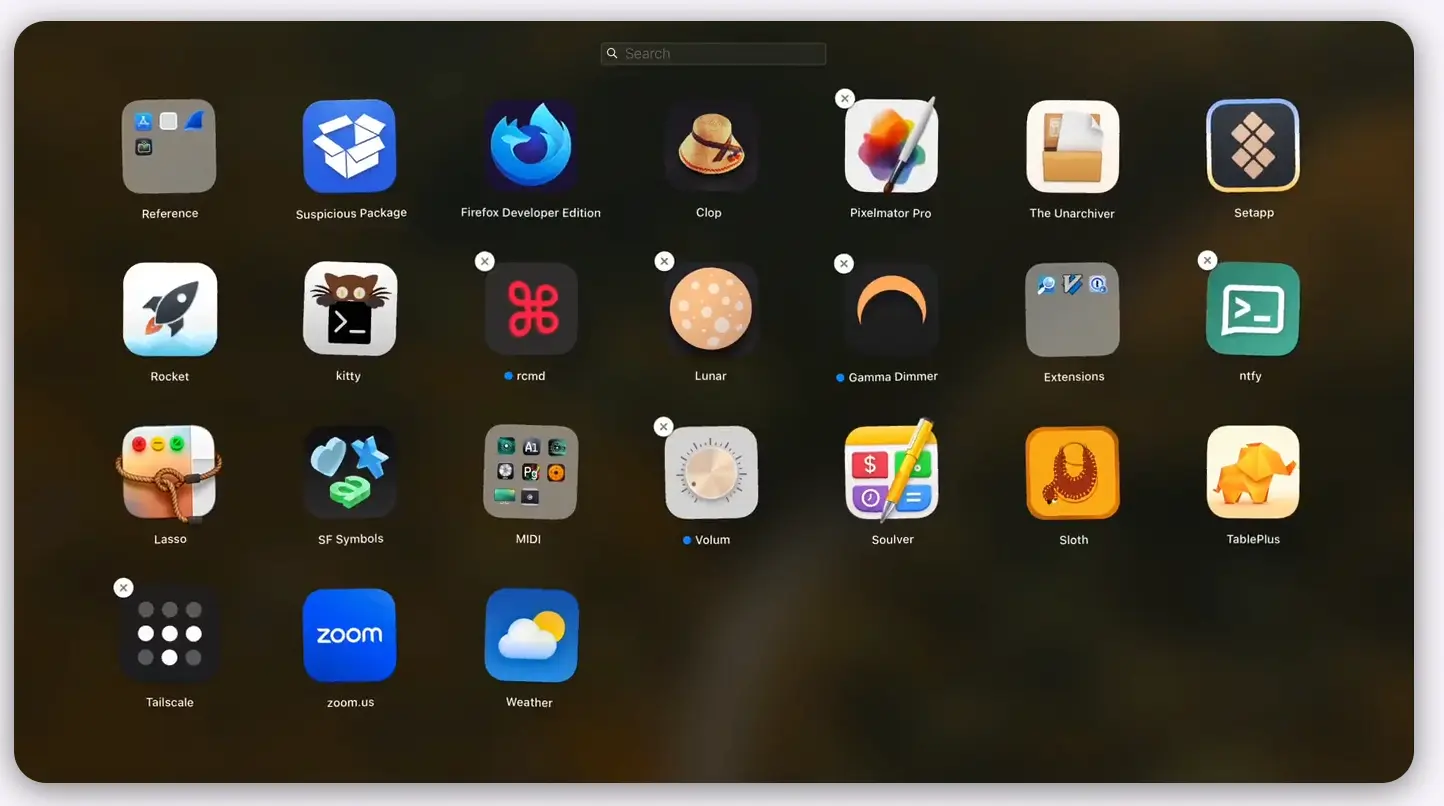 Search
Reference
Suspicious Package
Firefox Developer Edition
Clop
Pixelmator Pro
The Unarchiver
Setapp
Rocket
kitty
rcmd
Lunar
Gamma Dimmer
Extensions
ntfy
Lasso
SF Symbols
MIDI
Volum
Soulver
Sloth
TablePlus
zoom
Tailscale
zoom.us
Weather